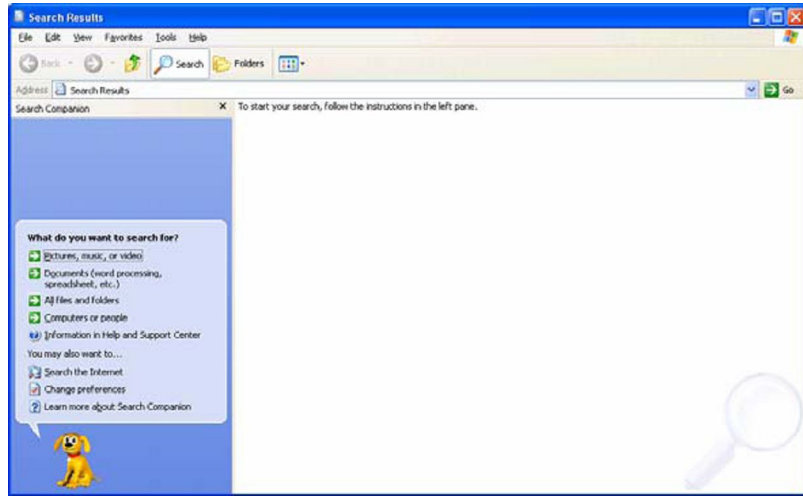 Search Results
File Edit View Favorites Tools Help
Back Search Folders
Address Search Results Go
Search Companion
To start your search, follow the instructions in the left pane.
What do you want to search for?
Pictures, music, or video
Documents (word processing,
spreadsheet, etc.)
All files and folders
Computers or people
Information in Help and Support Center
You may also want to...
Search the Internet
Change preferences
Learn more about Search Companion